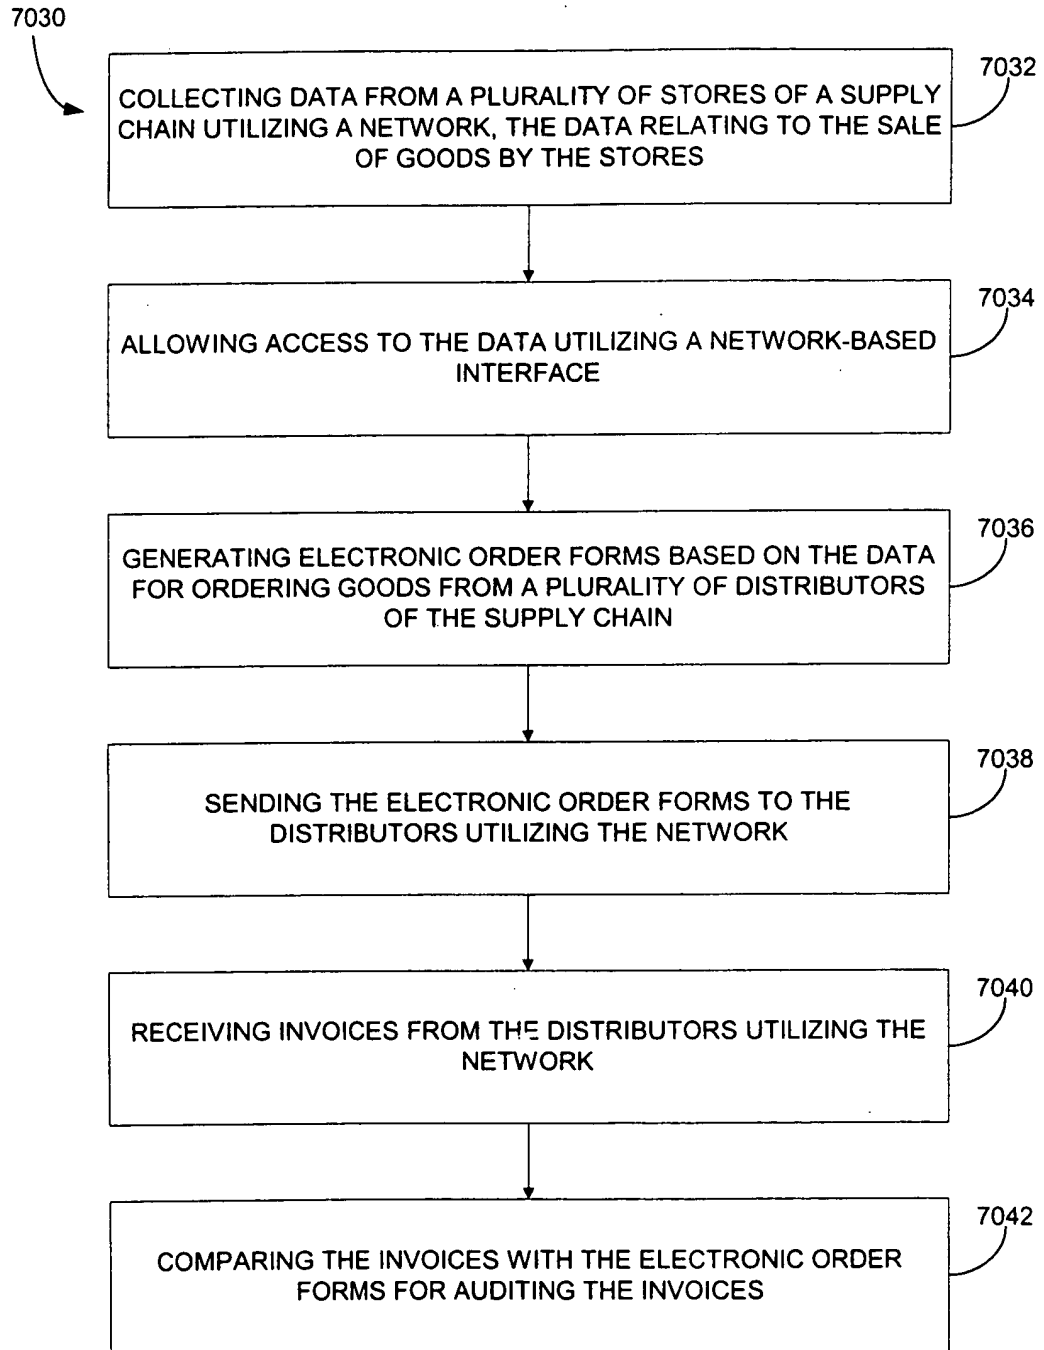 7030
7032
COLLECTING DATA FROM A PLURALITY OF STORES OF A SUPPLY
CHAIN UTILIZING A NETWORK, THE DATA RELATING TO THE SALE
OF GOODS BY THE STORES
7034
ALLOWING ACCESS TO THE DATA UTILIZING A NETWORK-BASED
INTERFACE
7036
GENERATING ELECTRONIC ORDER FORMS BASED ON THE DATA
FOR ORDERING GOODS FROM A PLURALITY OF DISTRIBUTORS
OF THE SUPPLY CHAIN
7038
SENDING THE ELECTRONIC ORDER FORMS TO THE
DISTRIBUTORS UTILIZING THE NETWORK
7040
RECEIVING INVOICES FROM THE DISTRIBUTORS UTILIZING THE
NETWORK
7042
COMPARING THE INVOICES WITH THE ELECTRONIC ORDER
FORMS FOR AUDITING THE INVOICES